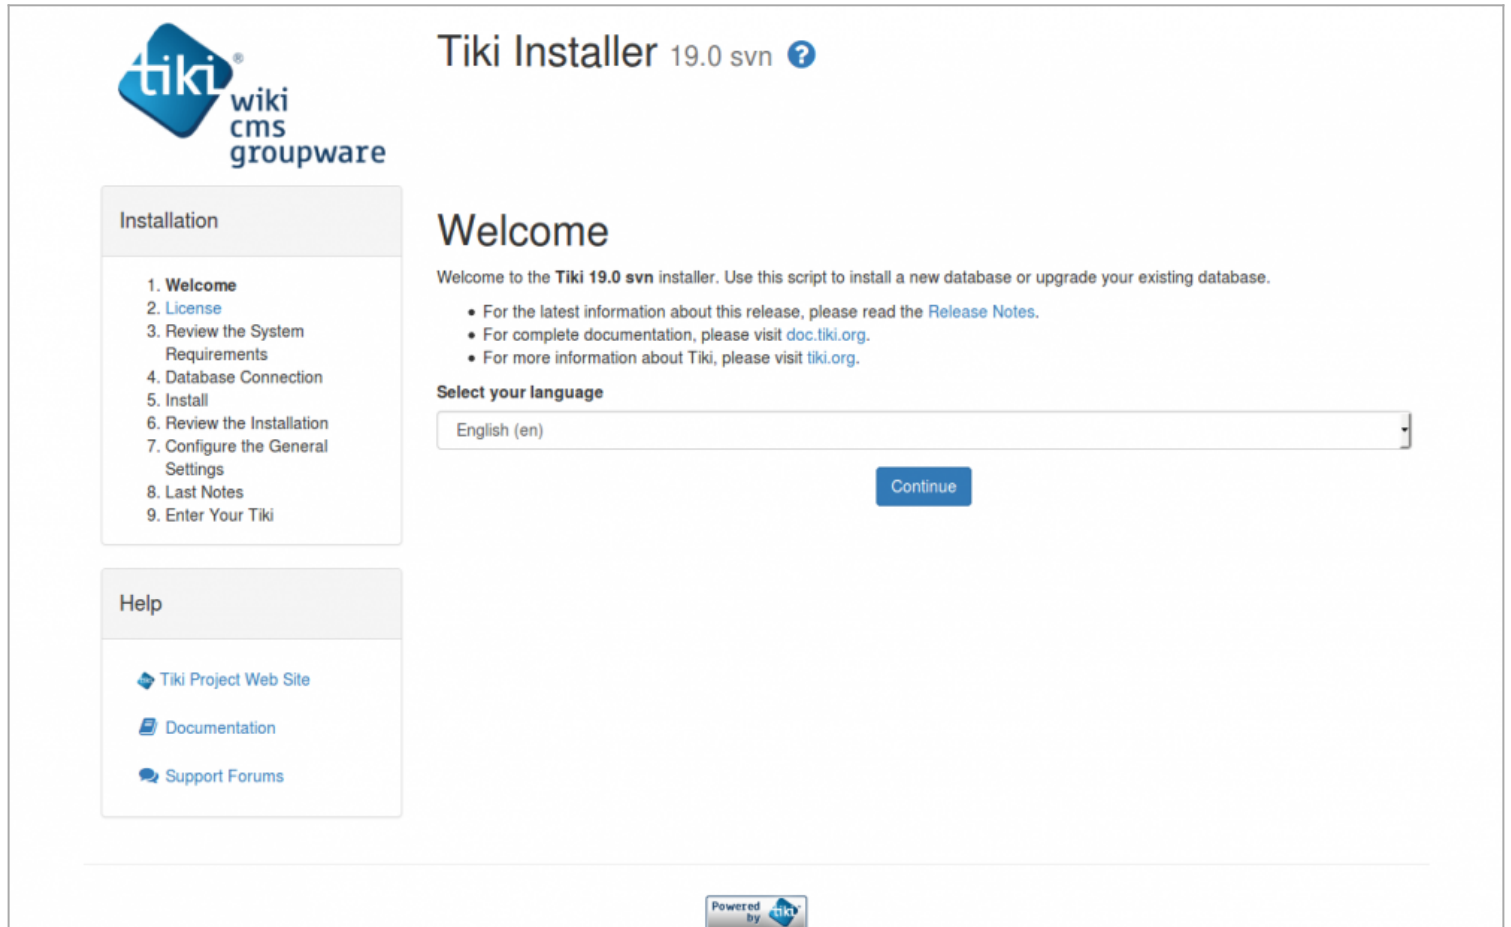 tiki®
wiki
cms
groupware
Tiki Installer 19.0 svn ?
Installation
1. Welcome
2. License
3. Review the System
Requirements
4. Database Connection
5. Install
6. Review the Installation
7. Configure the General
Settings
8. Last Notes
9. Enter Your Tiki
Help
Tiki Project Web Site
Documentation
Support Forums
Welcome
Welcome to the Tiki 19.0 svn installer. Use this script to install a new database or upgrade your existing database.
• For the latest information about this release, please read the Release Notes.
• For complete documentation, please visit doc.tiki.org.
• For more information about Tiki, please visit tiki.org.
Select your language
English (en)
Continue
Powered
by tiki